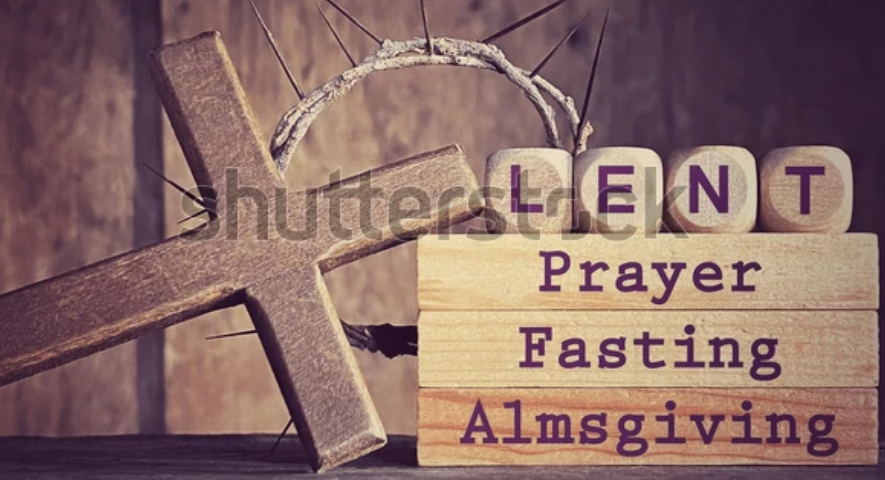 LENT
shutterstock
Prayer
Fasting
Almsgiving